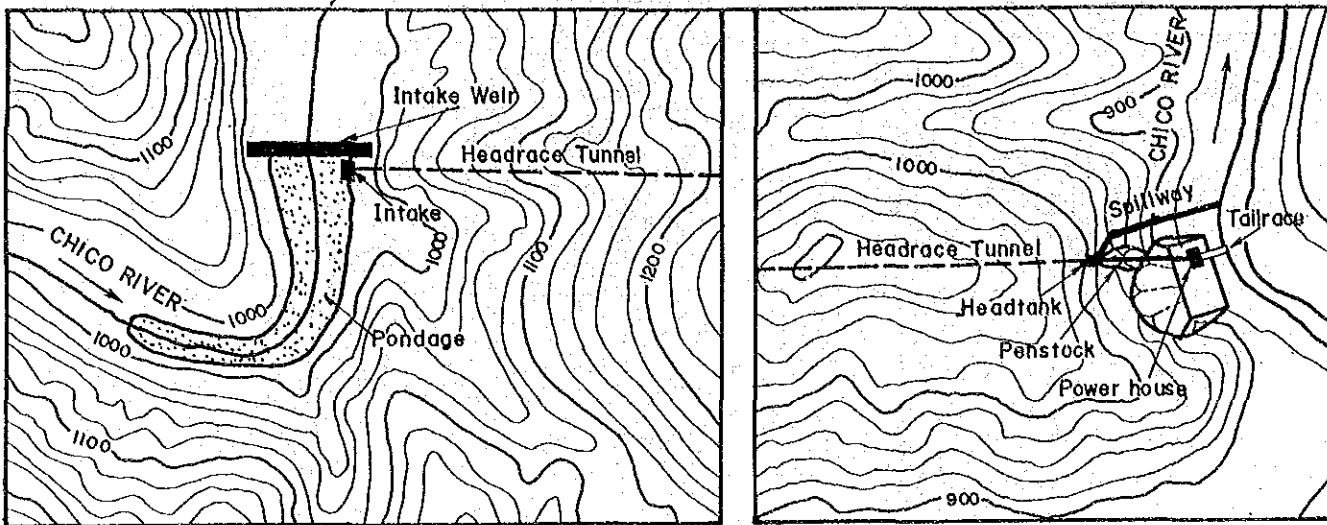 Intake Weir
1100
Headrace Tunnel
Intake
CHICO RIVER
1000
1000
1100
1200
1000
Pondage
1100
CHICO RIVER
1000
900
1000
Spillway
Tailrace
Headrace Tunnel
Headtank
Penstock
Power house
900